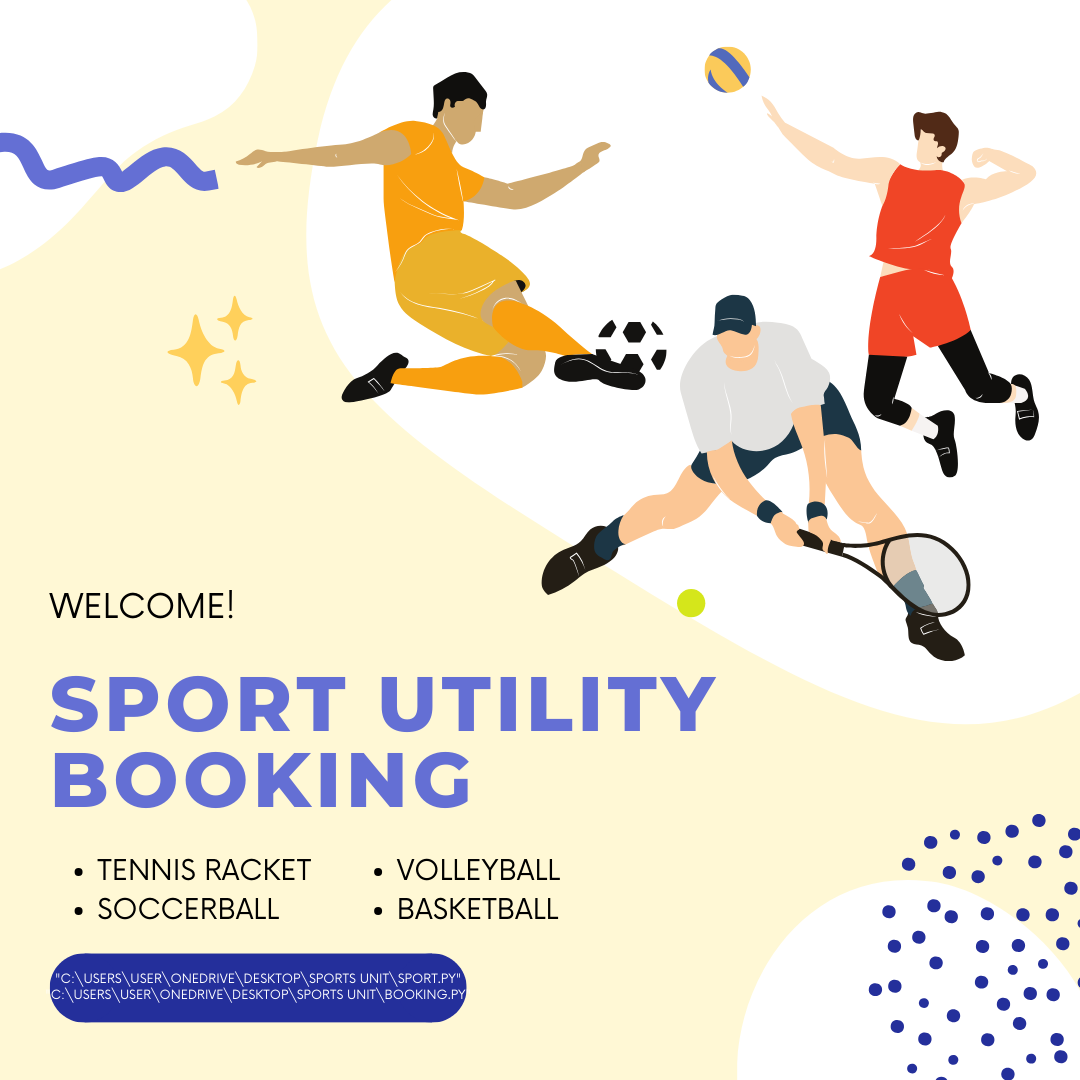 WELCOME!
SPORT UTILITY
BOOKING
• TENNIS RACKET
• SOCCERBALL
• VOLLEYBALL
• BASKETBALL
"C:\USERS\USER\ONEDRIVE\DESKTOP\SPORTS UNIT\SPORT.PY"
C:\USERS\USER\ONEDRIVE\DESKTOP\SPORTS UNIT\BOOKING.PY